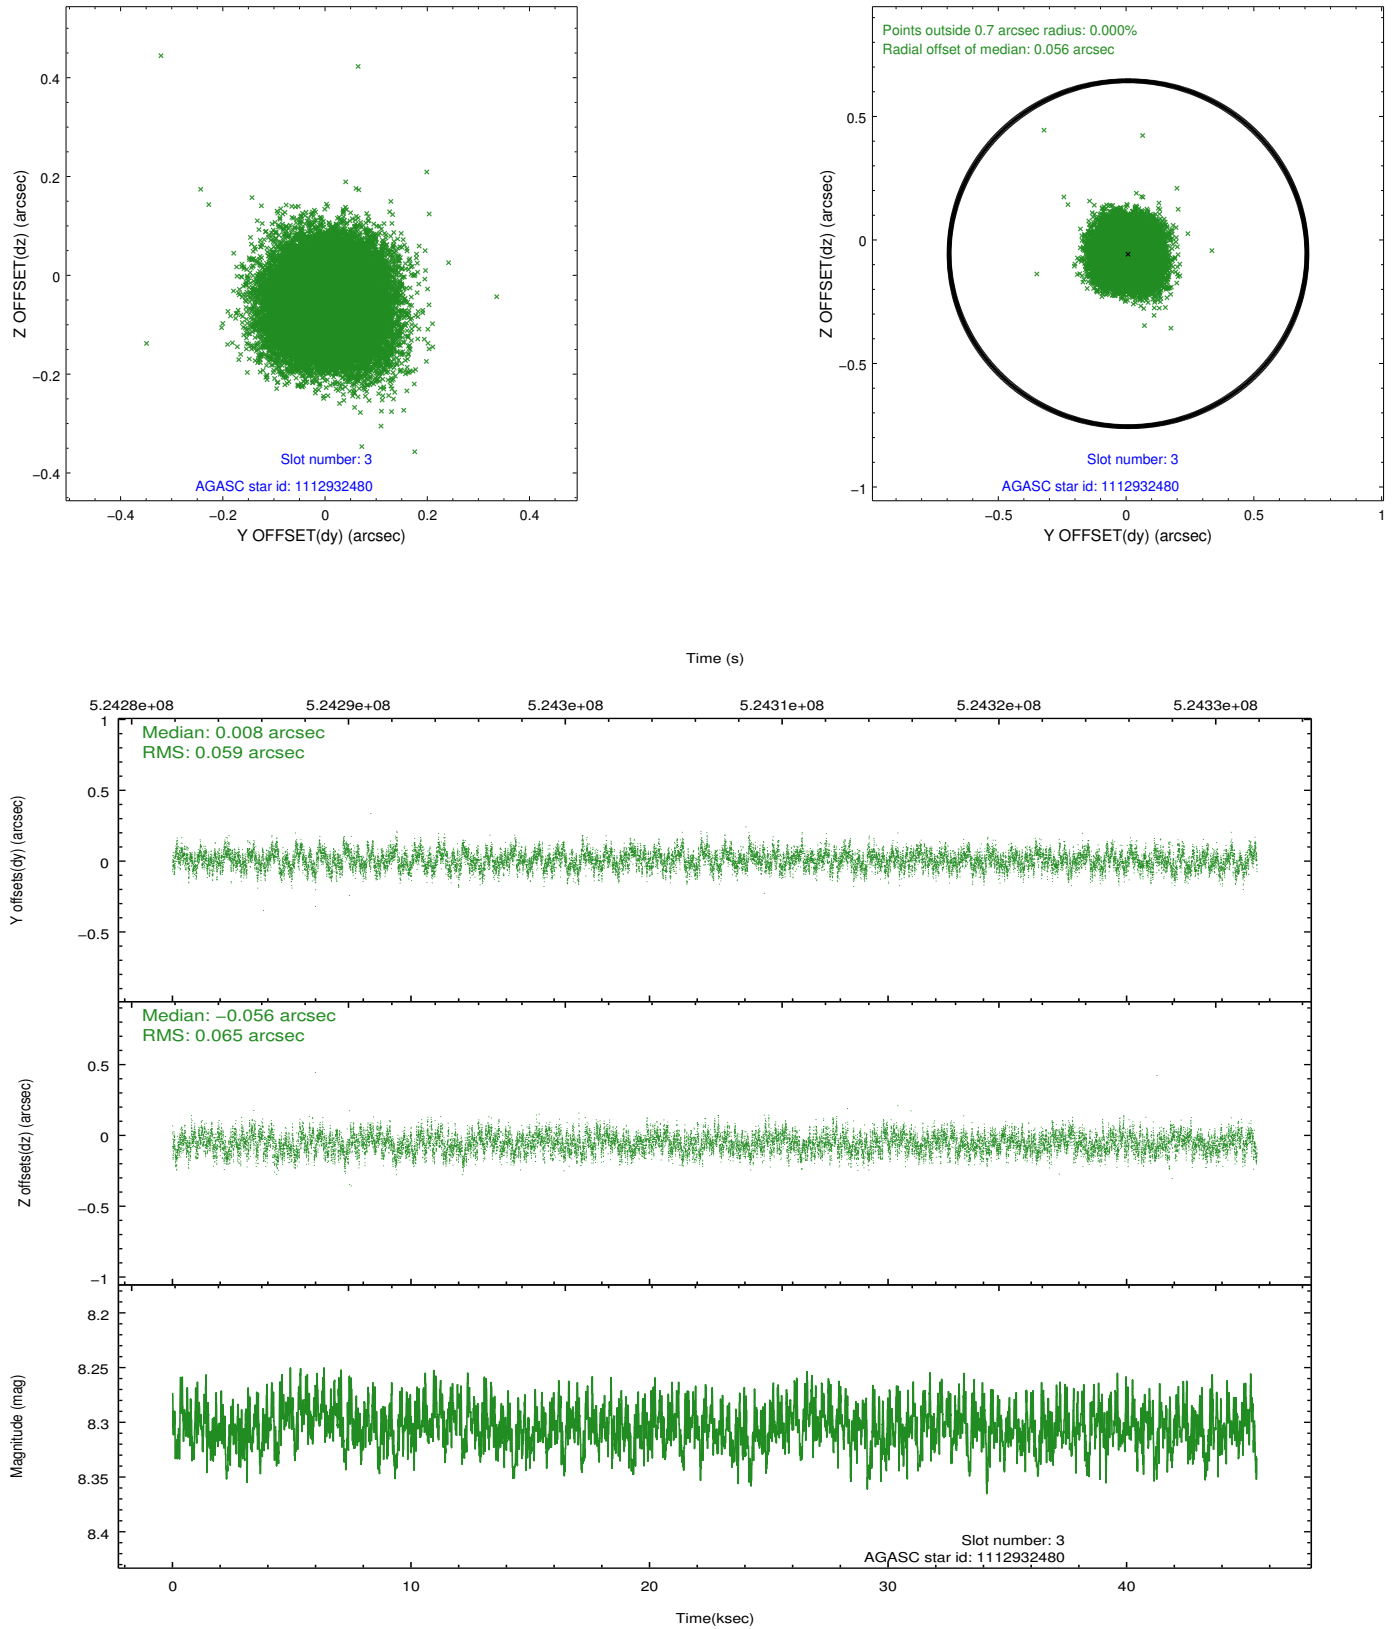 0.4
0.2
0
−0.2
−0.4
Z OFFSET(dz) (arcsec)
Slot number: 3
AGASC star id: 1112932480
−0.4 −0.2 0 0.2 0.4
Y OFFSET(dy) (arcsec)
Points outside 0.7 arcsec radius: 0.000%
Radial offset of median: 0.056 arcsec
0.5
0
−0.5
−1
Z OFFSET(dz) (arcsec)
Slot number: 3
AGASC star id: 1112932480
−0.5 0 0.5 1
Y OFFSET(dy) (arcsec)
Time (s)
5.2428e+08 5.2429e+08 5.243e+08 5.2431e+08 5.2432e+08 5.2433e+08
1
0.5
0
−0.5
Y offsets(dy) (arcsec)
Median: 0.008 arcsec
RMS: 0.059 arcsec
0.5
0
−0.5
−1
Z offsets(dz) (arcsec)
Median: −0.056 arcsec
RMS: 0.065 arcsec
8.2
8.25
8.3
8.35
8.4
Magnitude (mag)
Slot number: 3
AGASC star id: 1112932480
0 10 20 30 40
Time(ksec)